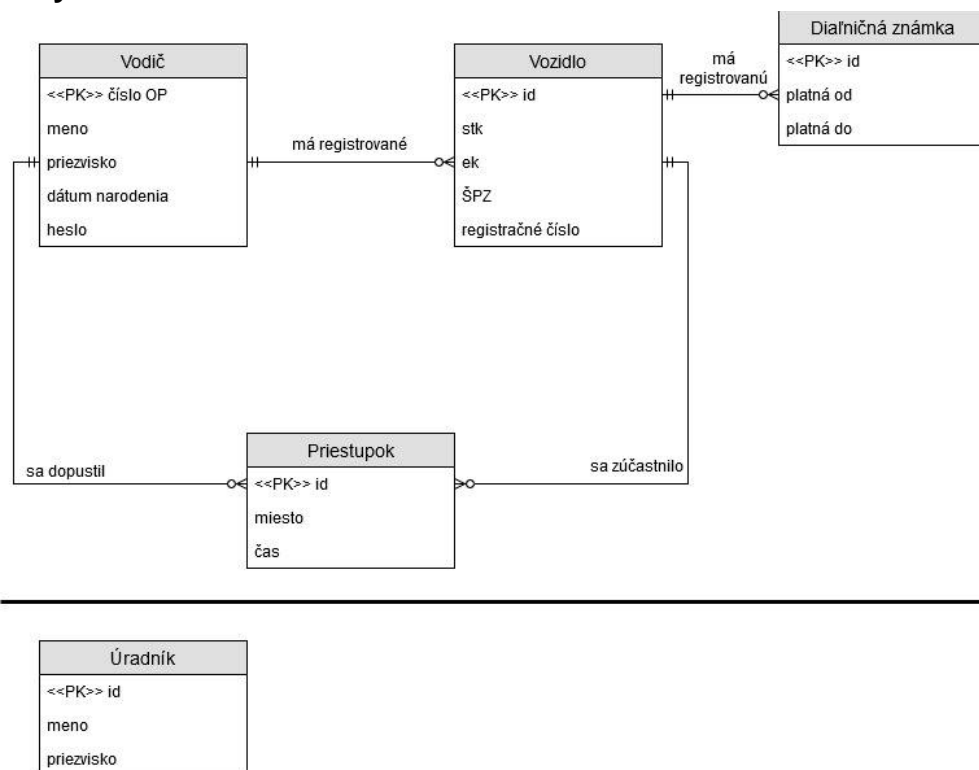 Vodič
<<PK>> číslo OP
meno
priezvisko
dátum narodenia
heslo
má registrované
Vozidlo
<<PK>> id
stk
ek
ŠPZ
registračné číslo
má
registrovanú
Diaľničná známka
<<PK>> id
platná od
platná do
sa dopustil
Priestupok
<<PK>> id
miesto
čas
sa zúčastnilo
Úradník
<<PK>> id
meno
priezvisko